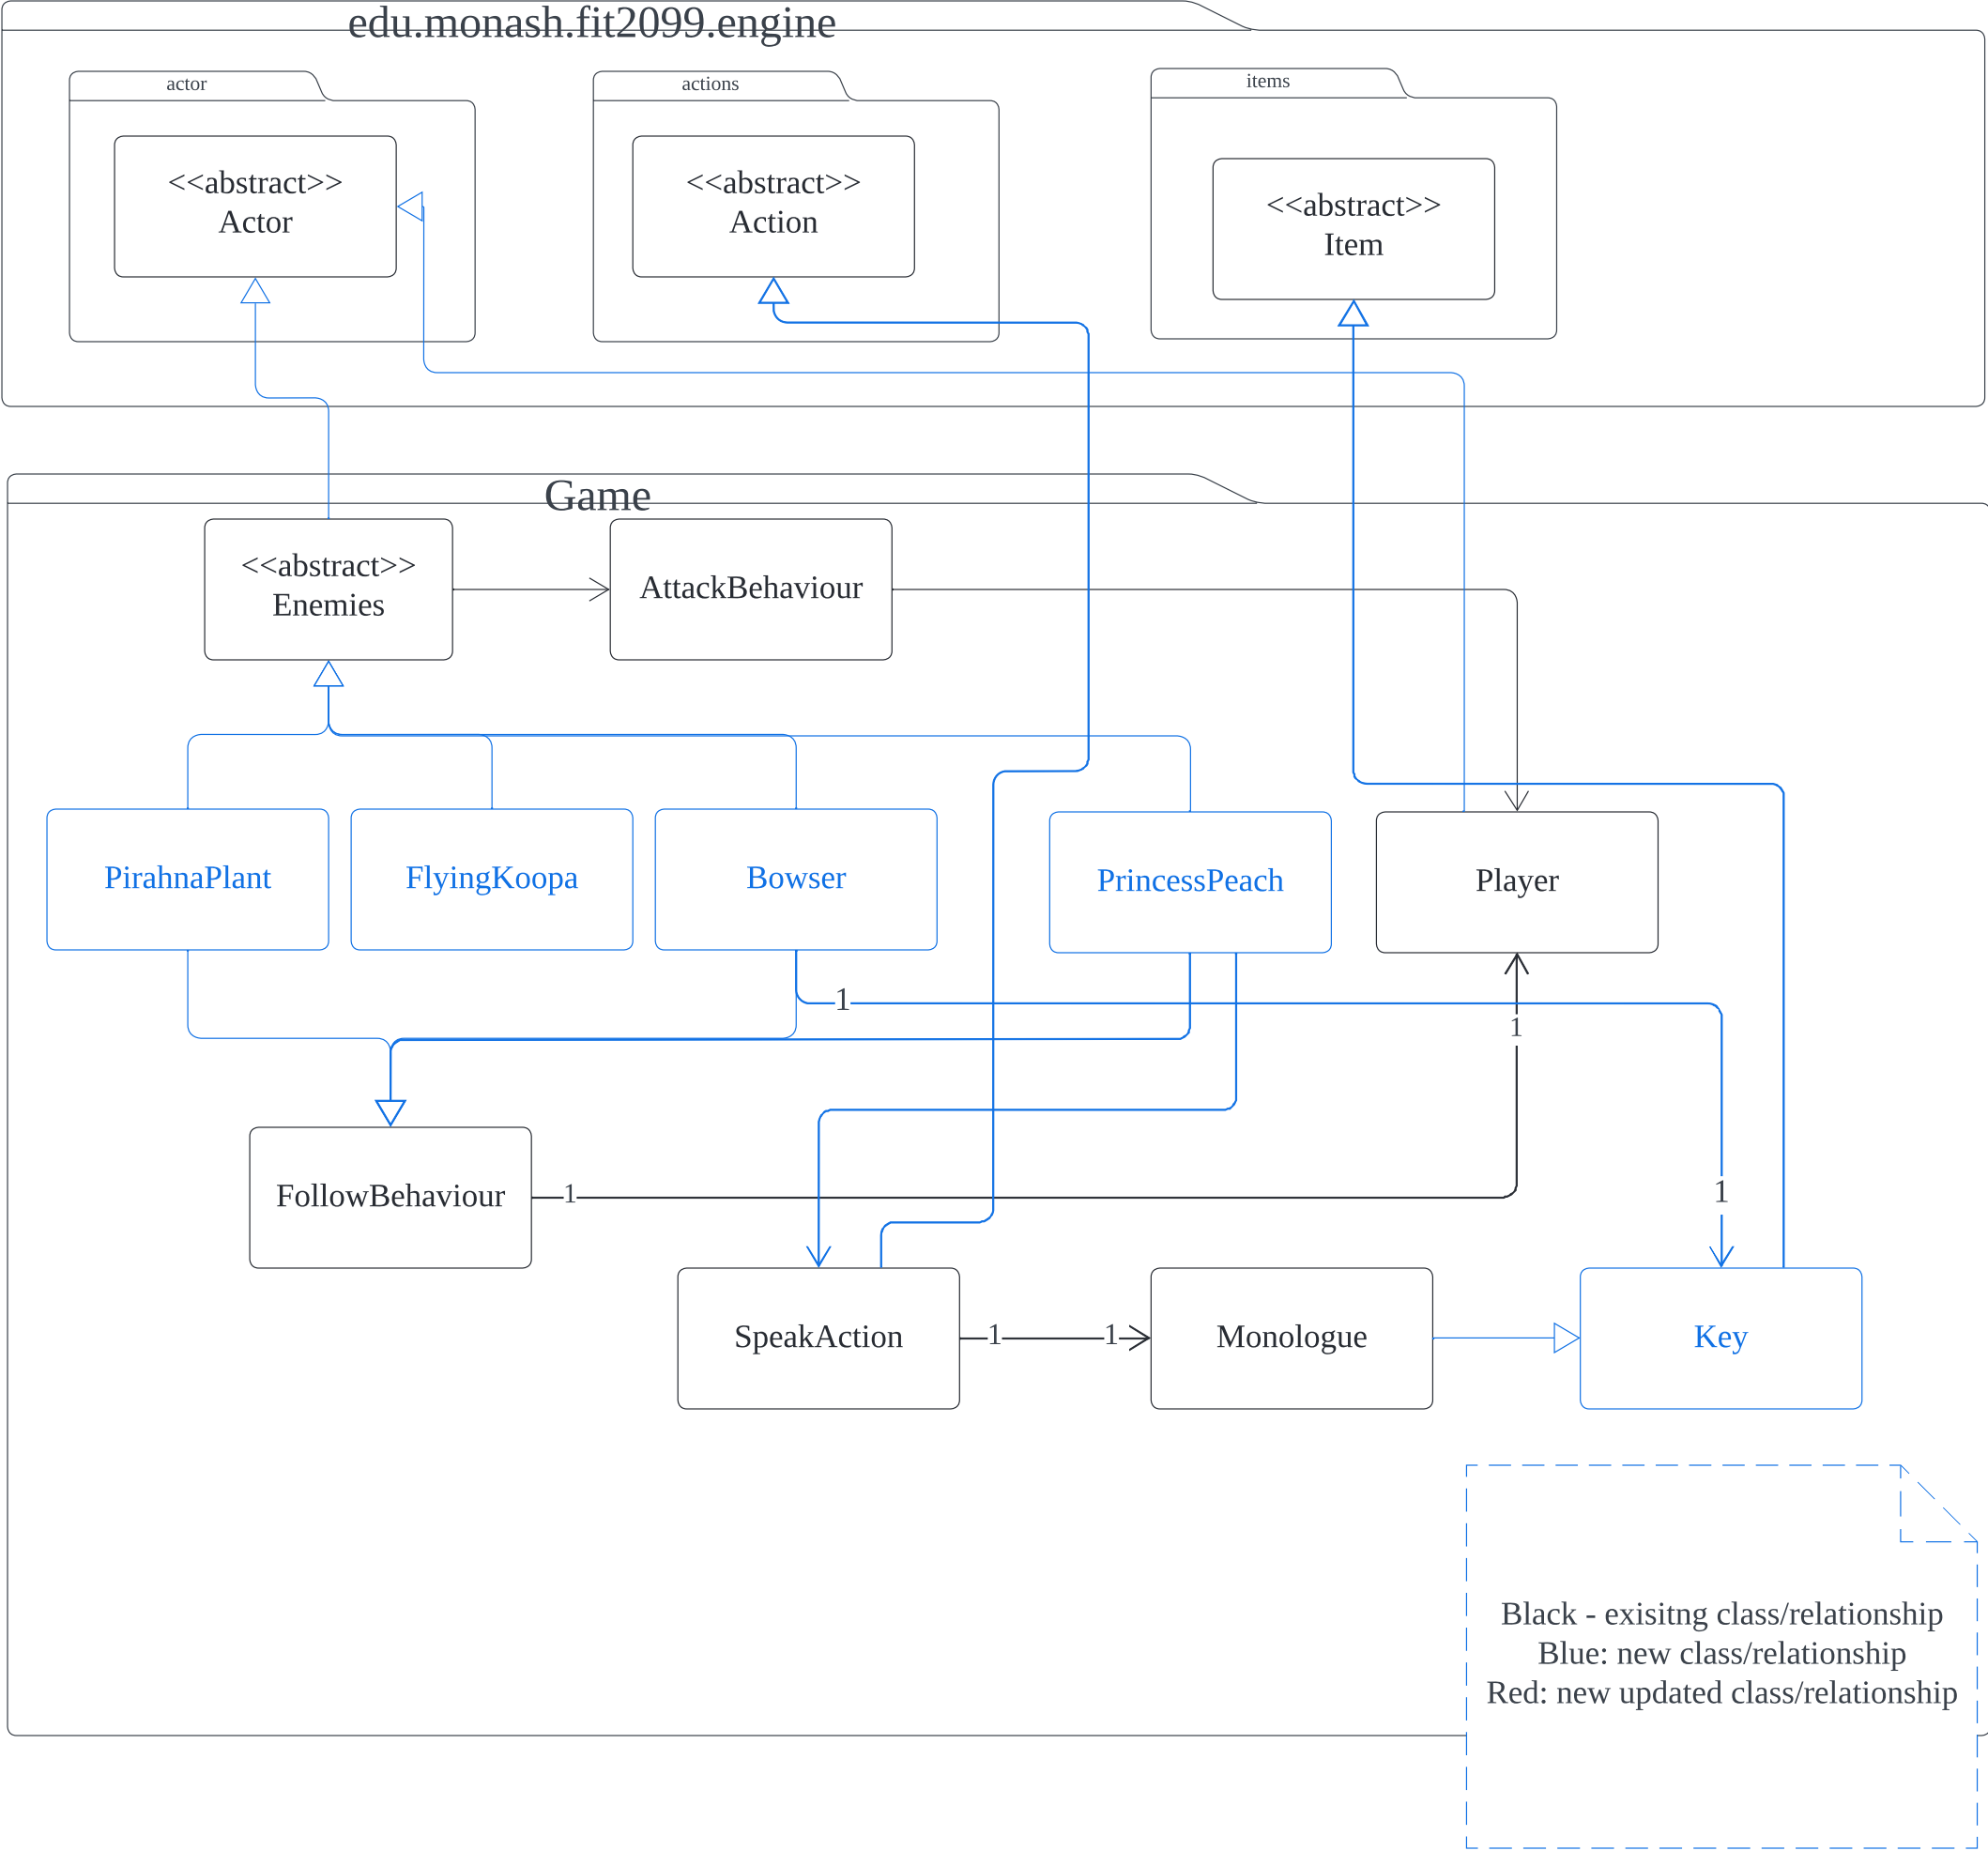 edu.monash.fit2099.engine
actor
actions
items
<<abstract>>
Actor
<<abstract>>
Action
<<abstract>>
Item
Game
<<abstract>>
Enemies
AttackBehaviour
PirahnaPlant
FlyingKoopa
Bowser
PrincessPeach
Player
1
1
1
1
FollowBehaviour
SpeakAction
1
1
Monologue
Key
Black - exisitng class/relationship
Blue: new class/relationship
Red: new updated class/relationship